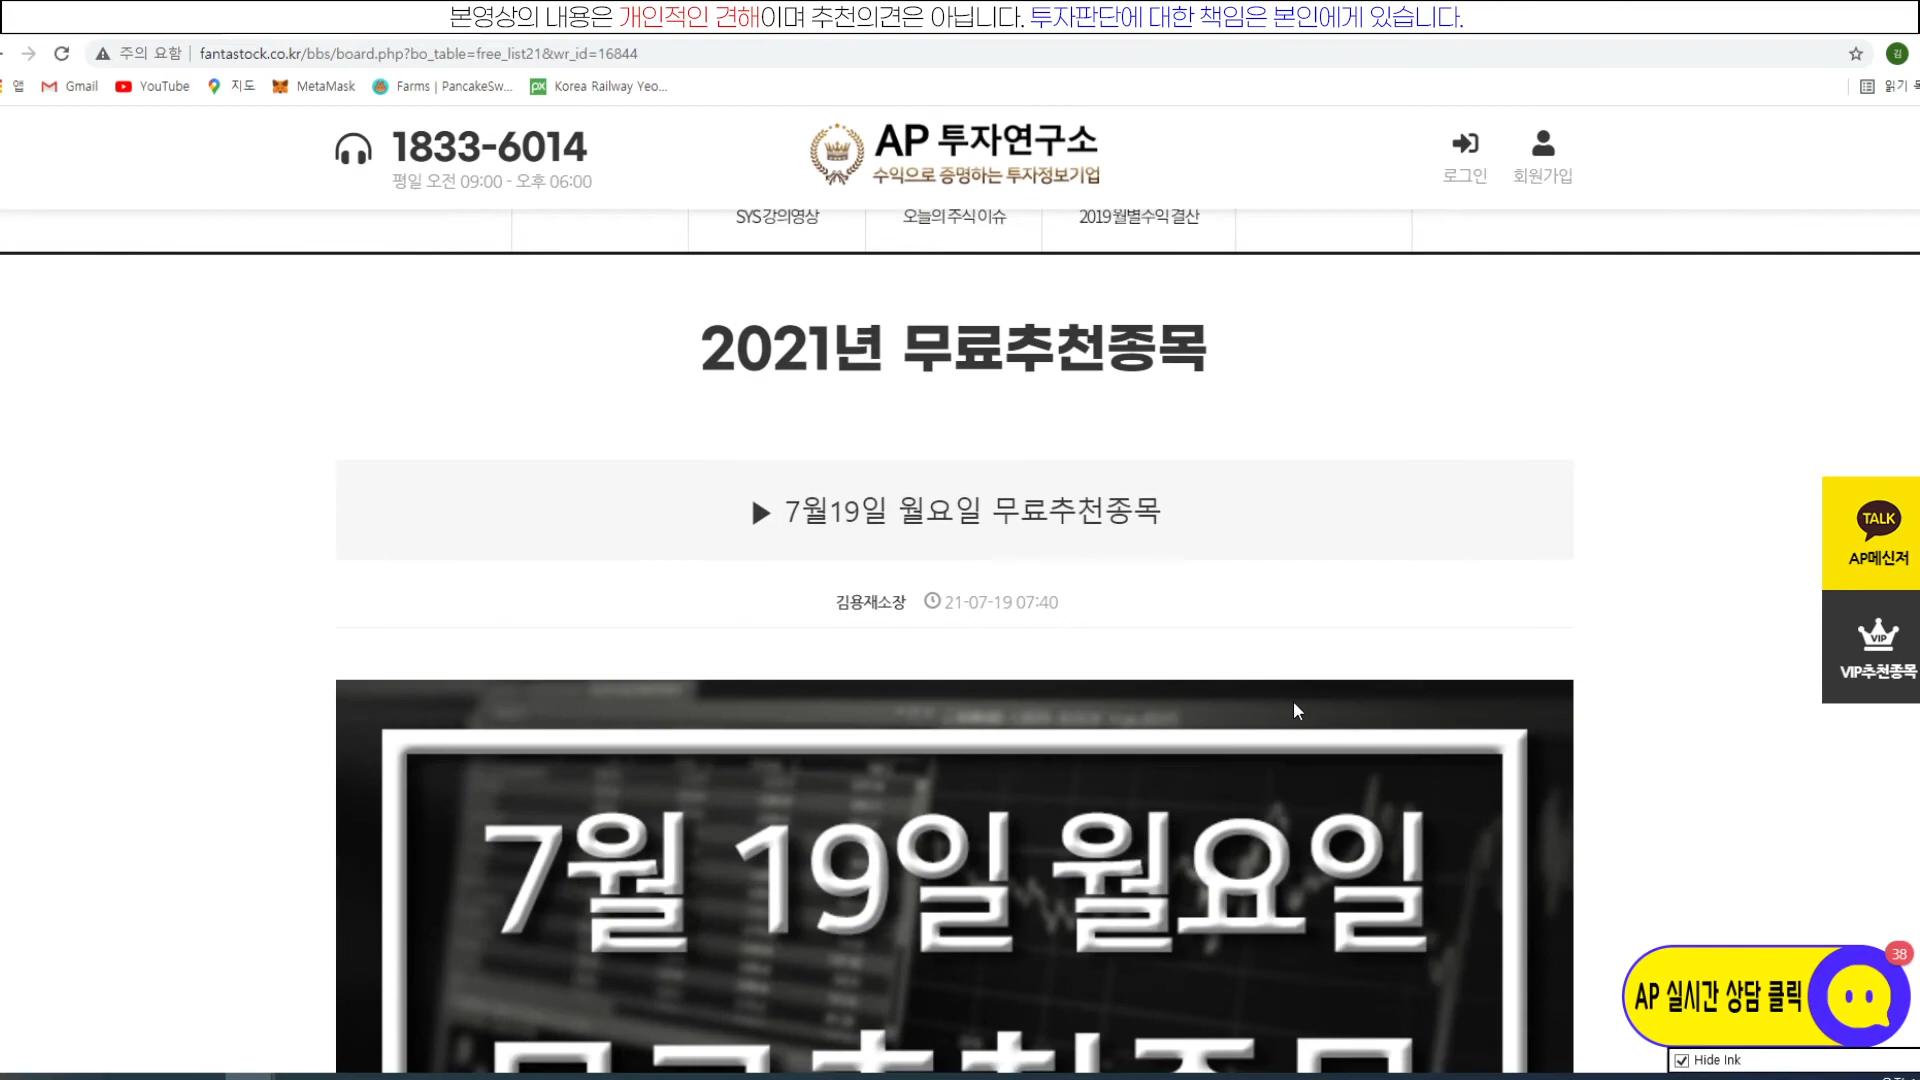 본영상의 내용은 개인적인 견해이며 추천의견은 아닙니다. 투자판단에 대한 책임은 본인에게 있습니다.
주의 요함 | fantastock.co.kr/bbs/board.php?bo_table=free_list21&wr_id=16844
김
앱 Gmail YouTube 지도 MetaMask Farms | PancakeSw... Korea Railway Yeo... 읽기
1833-6014
평일 오전 09:00 - 오후 06:00
AP 투자연구소
수익으로 증명하는 투자정보기업
로그인 회원가입
SYS 강의영상 오늘의 주식 이슈 2019 월별수익 결산
2021년 무료추천종목
▶ 7월19일 월요일 무료추천종목
김용재소장 21-07-19 07:40
TALK
AP메신저
VIP
VIP추천종목
7월 19일 월요일
무료추천종목
AP 실시간 상담 클릭
38
Hide Ink